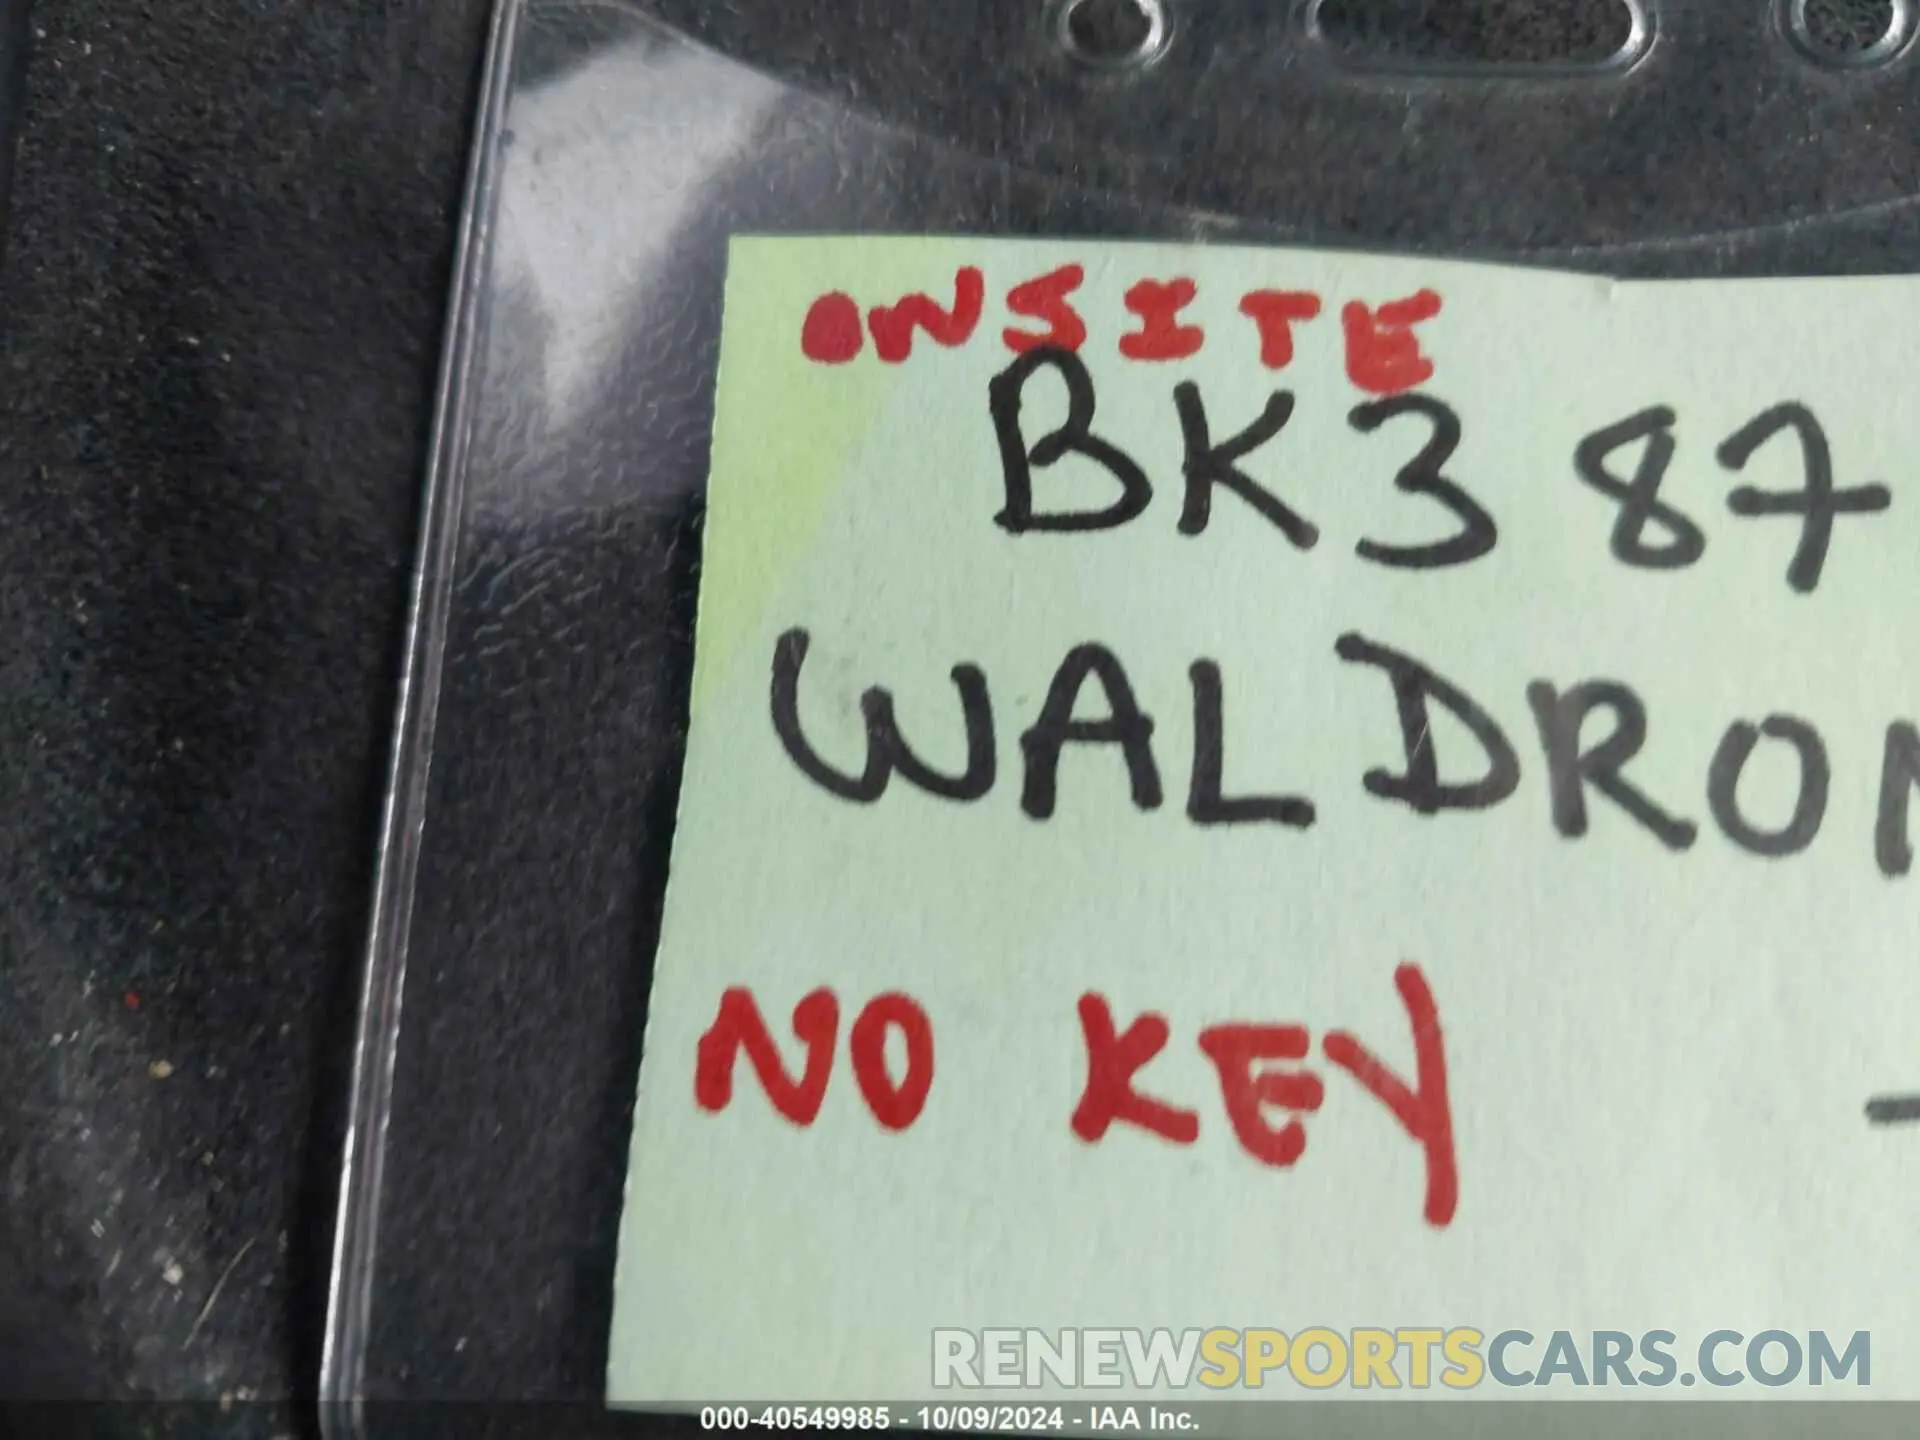 ONSITE
BK387
WALDRON
NO KEY
-
RENEWSPORTSCARS.COM
000-40549985 - 10/09/2024 - IAA Inc.